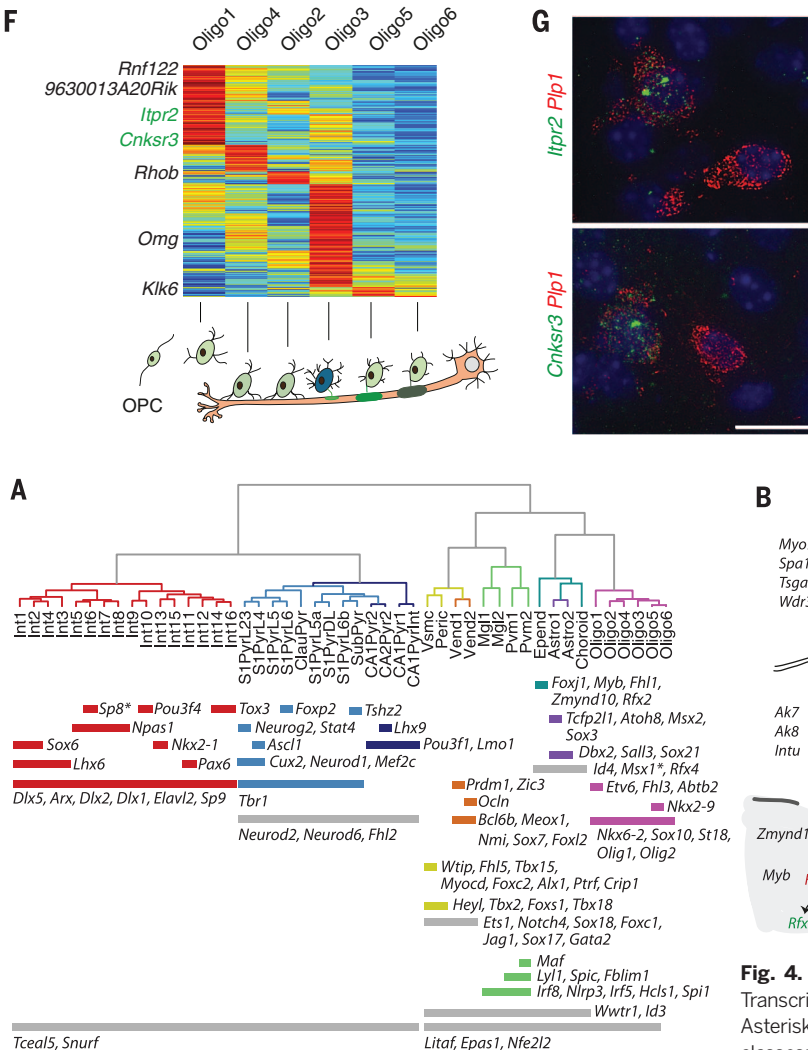 F
Oligo1
Oligo4
Oligo2
Oligo3
Oligo5
Oligo6
Rnf122
9630013A20Rik
Itpr2
Cnksr3
Rhob
Omg
Klk6
OPC
G
Itpr2 Plp1
Cnksr3 Plp1
A
Int1
Int2
Int4
Int3
Int5
Int6
Int7
Int8
Int9
Int10
Int13
Int15
Int11
Int12
Int14
Int16
S1PyrL23
S1PyrL4
S1PyrL5
S1PyrL6
ClauPyr
S1PyrL5a
S1PyrDL
S1PyrL6b
SubPyr
CA1Pyr2
CA2Pyr2
CA1Pyr1
CA1PyrInt
Vsmc
Peric
Vend1
Vend2
Mgl1
Mgl2
Pvm1
Pvm2
Epend
Astro1
Astro2
Choroid
Oligo1
Oligo2
Oligo4
Oligo3
Oligo5
Oligo6
Sp8*
Pou3f4
Tox3
Npas1
Sox6
Nkx2-1
Lhx6
Pax6
Dlx5, Arx, Dlx2, Dlx1, Elavl2, Sp9
Foxp2
Tshz2
Neurog2, Stat4
Lhx9
Ascl1
Pou3f1, Lmo1
Cux2, Neurod1, Mef2c
Tbr1
Neurod2, Neurod6, Fhl2
Foxj1, Myb, Fhl1,
Zmynd10, Rfx2
Tcfp2l1, Atoh8, Msx2,
Sox3
Dbx2, Sall3, Sox21
Id4, Msx1*, Rfx4
Prdm1, Zic3
Etv6, Fhl3, Abtb2
Ocln
Nkx2-9
Bcl6b, Meox1,
Nmi, Sox7, Foxl2
Nkx6-2, Sox10, St18,
Olig1, Olig2
Wtip, Fhl5, Tbx15,
Myocd, Foxc2, Alx1, Ptrf, Crip1
Heyl, Tbx2, Foxs1, Tbx18
Ets1, Notch4, Sox18, Foxc1,
Jag1, Sox17, Gata2
Maf
Lyl1, Spic, Fblim1
Irf8, Nlrp3, Irf5, Hcls1, Spi1
Wwtr1, Id3
Tceal5, Snurf
Litaf, Epas1, Nfe2l2
B
Myo
Spa1
Tsga
Wdr
Ak7
Ak8
Intu
Zmynd1
Myb
Rfx
Fig. 4.
Transcri
Asterisk